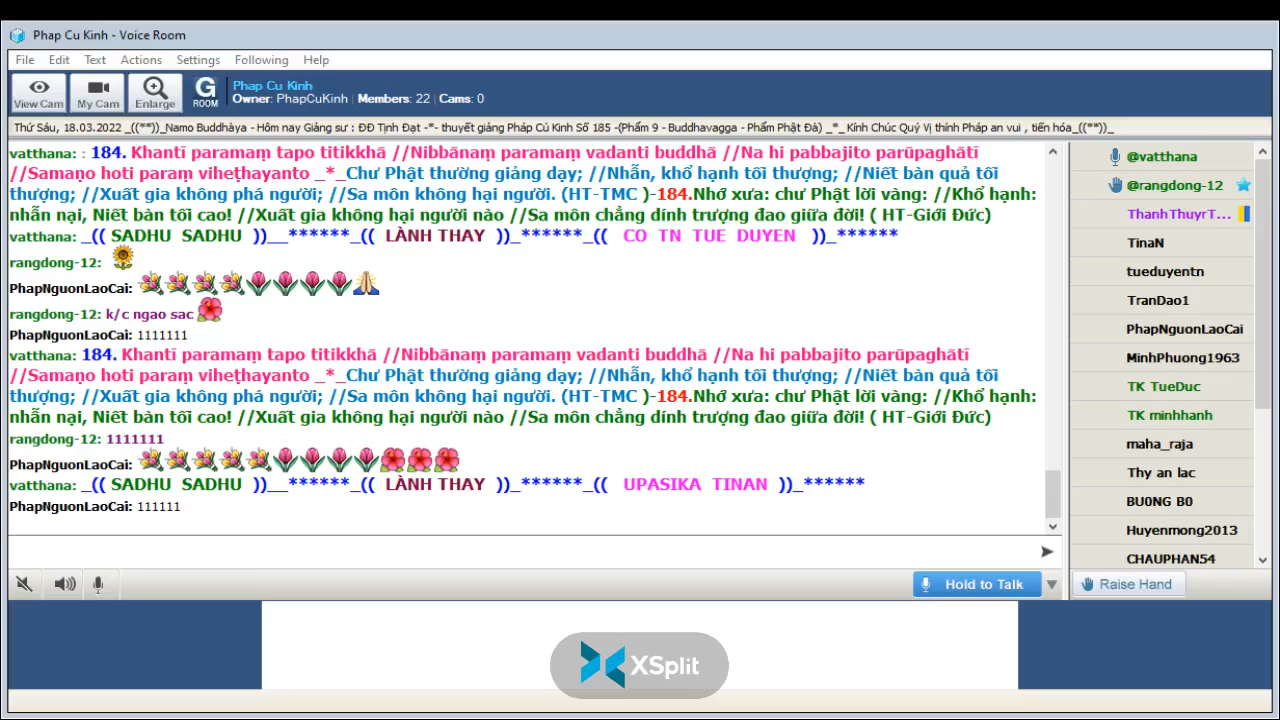 Phap Cu Kinh - Voice Room
File Edit Text Actions Settings Following Help
View Cam My Cam Enlarge G ROOM
Phap Cu Kinh
Owner: PhapCuKinh | Members: 22 | Cams: 0
Thứ Sáu, 18.03.2022 _((**))_Namo Buddhàya - Hôm nay Giảng sư : ĐĐ Tịnh Đạt -*- thuyết giảng Pháp Cú Kinh Số 185 -(Phẩm 9 - Buddhavagga - Phẩm Phật Đà) _*_ Kính Chúc Quý Vị thính Pháp an vui , tiến hóa_((**))_
vatthana: : 184. Khantī paramaṃ tapo titikkhā //Nibbānaṃ paramaṃ vadanti buddhā //Na hi pabbajito parūpaghātī
//Samaṇo hoti paraṃ viheṭhayanto _*_Chư Phật thường giảng dạy; //Nhẫn, khổ hạnh tối thượng; //Niết bàn quả tối
thượng; //Xuất gia không phá người; //Sa môn không hại người. (HT-TMC )-184.Nhớ xưa: chư Phật lời vàng: //Khổ hạnh:
nhẫn nại, Niết bàn tối cao! //Xuất gia không hại người nào //Sa môn chẳng dính trượng đao giữa đời! ( HT-Giới Đức)
vatthana: _(( SADHU SADHU ))__******_(( LÀNH THAY ))_******_(( CO TN TUE DUYEN ))_******
rangdong-12:
PhapNguonLaoCai:
rangdong-12: k/c ngao sac
PhapNguonLaoCai: 1111111
vatthana: 184. Khantī paramaṃ tapo titikkhā //Nibbānaṃ paramaṃ vadanti buddhā //Na hi pabbajito parūpaghātī
//Samaṇo hoti paraṃ viheṭhayanto _*_Chư Phật thường giảng dạy; //Nhẫn, khổ hạnh tối thượng; //Niết bàn quả tối
thượng; //Xuất gia không phá người; //Sa môn không hại người. (HT-TMC )-184.Nhớ xưa: chư Phật lời vàng: //Khổ hạnh:
nhẫn nại, Niết bàn tối cao! //Xuất gia không hại người nào //Sa môn chẳng dính trượng đao giữa đời! ( HT-Giới Đức)
rangdong-12: 1111111
PhapNguonLaoCai:
vatthana: _(( SADHU SADHU ))__******_(( LÀNH THAY ))_******_(( UPASIKA TINAN ))_******
PhapNguonLaoCai: 111111
Hold to Talk
@vatthana
@rangdong-12
ThanhThuyrT...
TinaN
tueduyentn
TranDao1
PhapNguonLaoCai
MinhPhuong1963
TK TueDuc
TK minhhanh
maha_raja
Thy an lac
BU0NG B0
Huyenmong2013
CHAUPHAN54
Raise Hand
XSplit